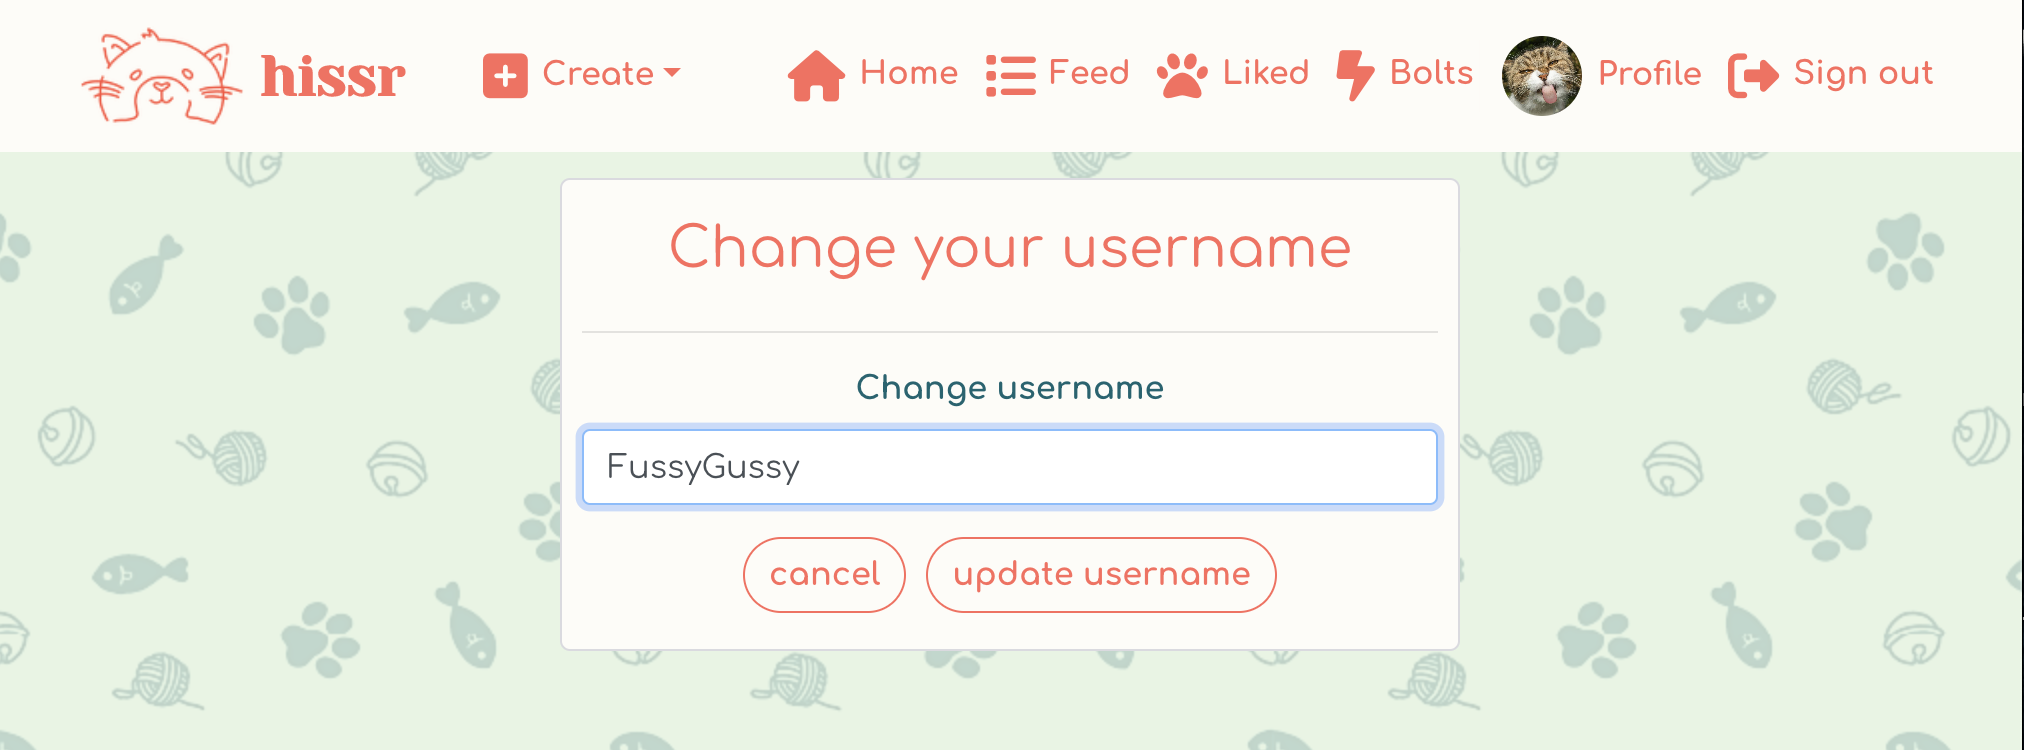 hissr Create Home Feed Liked Bolts Profile Sign out
Change your username
Change username
FussyGussy
cancel update username